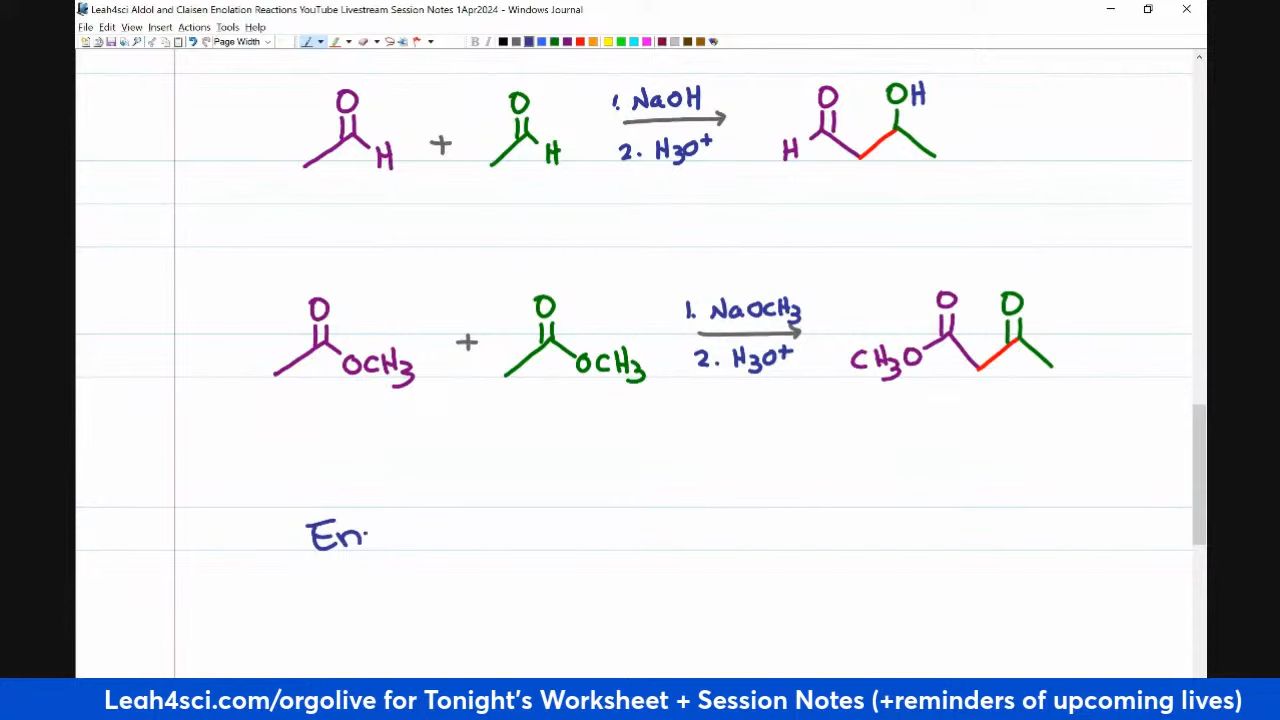 Leah4sci Aldol and Claisen Enolation Reactions YouTube Livestream Session Notes 1Apr2024 - Windows Journal
File Edit View Insert Actions Tools Help
Page Width B I
O O 1. NaOH O OH
H + H 2. H3O+ H
O O 1. NaOCH3 O O
OCH3 + OCH3 2. H3O+ CH3O
En
Leah4sci.com/orgolive for Tonight's Worksheet + Session Notes (+reminders of upcoming lives)